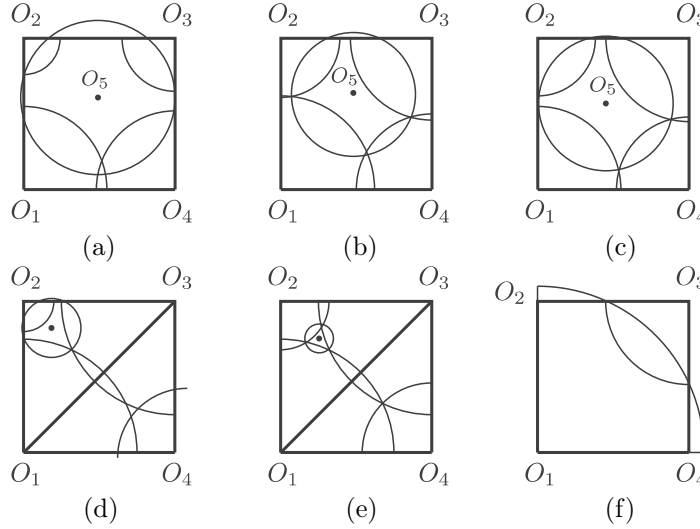 O₂ O₃ O₂ O₃ O₂ O₃
O₅ O₅ O₅
O₁ O₄ O₁ O₄ O₁ O₄
(a) (b) (c)
O₂ O₃ O₂ O₃ O₃
O₂
O₁ O₄ O₁ O₄ O₁ O₄
(d) (e) (f)